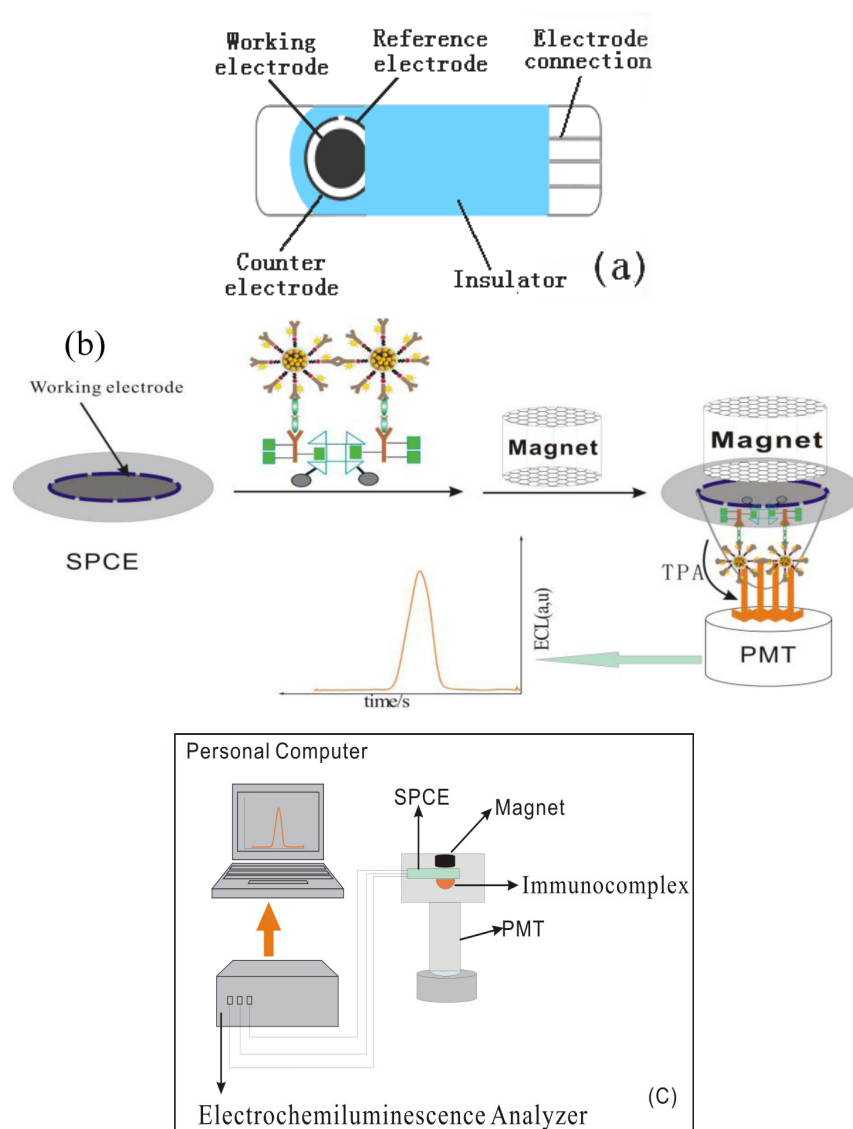 Working
electrode
Reference
electrode
Electrode
connection
Counter
electrode
Insulator
(a)
(b)
Working electrode
SPCE
Magnet
Magnet
TPA
PMT
ECL(a,u)
time/s
Personal Computer
SPCE
Magnet
Immunocomplex
PMT
Electrochemiluminescence Analyzer
(C)